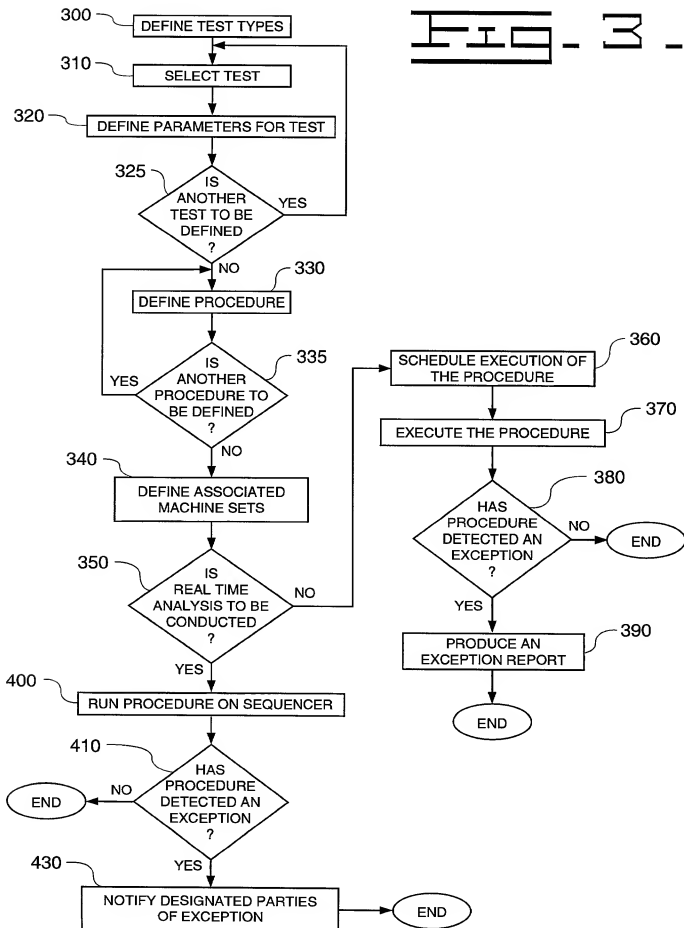 Fig. 3.
300
DEFINE TEST TYPES
310
SELECT TEST
320
DEFINE PARAMETERS FOR TEST
325
IS
ANOTHER
TEST TO BE
DEFINED
?
YES
NO
330
DEFINE PROCEDURE
335
IS
ANOTHER
PROCEDURE TO
BE DEFINED
?
YES
NO
340
DEFINE ASSOCIATED
MACHINE SETS
350
IS
REAL TIME
ANALYSIS TO BE
CONDUCTED
?
NO
YES
360
SCHEDULE EXECUTION OF
THE PROCEDURE
370
EXECUTE THE PROCEDURE
380
HAS
PROCEDURE
DETECTED AN
EXCEPTION
?
NO
END
YES
390
PRODUCE AN
EXCEPTION REPORT
END
400
RUN PROCEDURE ON SEQUENCER
410
HAS
PROCEDURE
DETECTED AN
EXCEPTION
?
NO
END
YES
430
NOTIFY DESIGNATED PARTIES
OF EXCEPTION
END